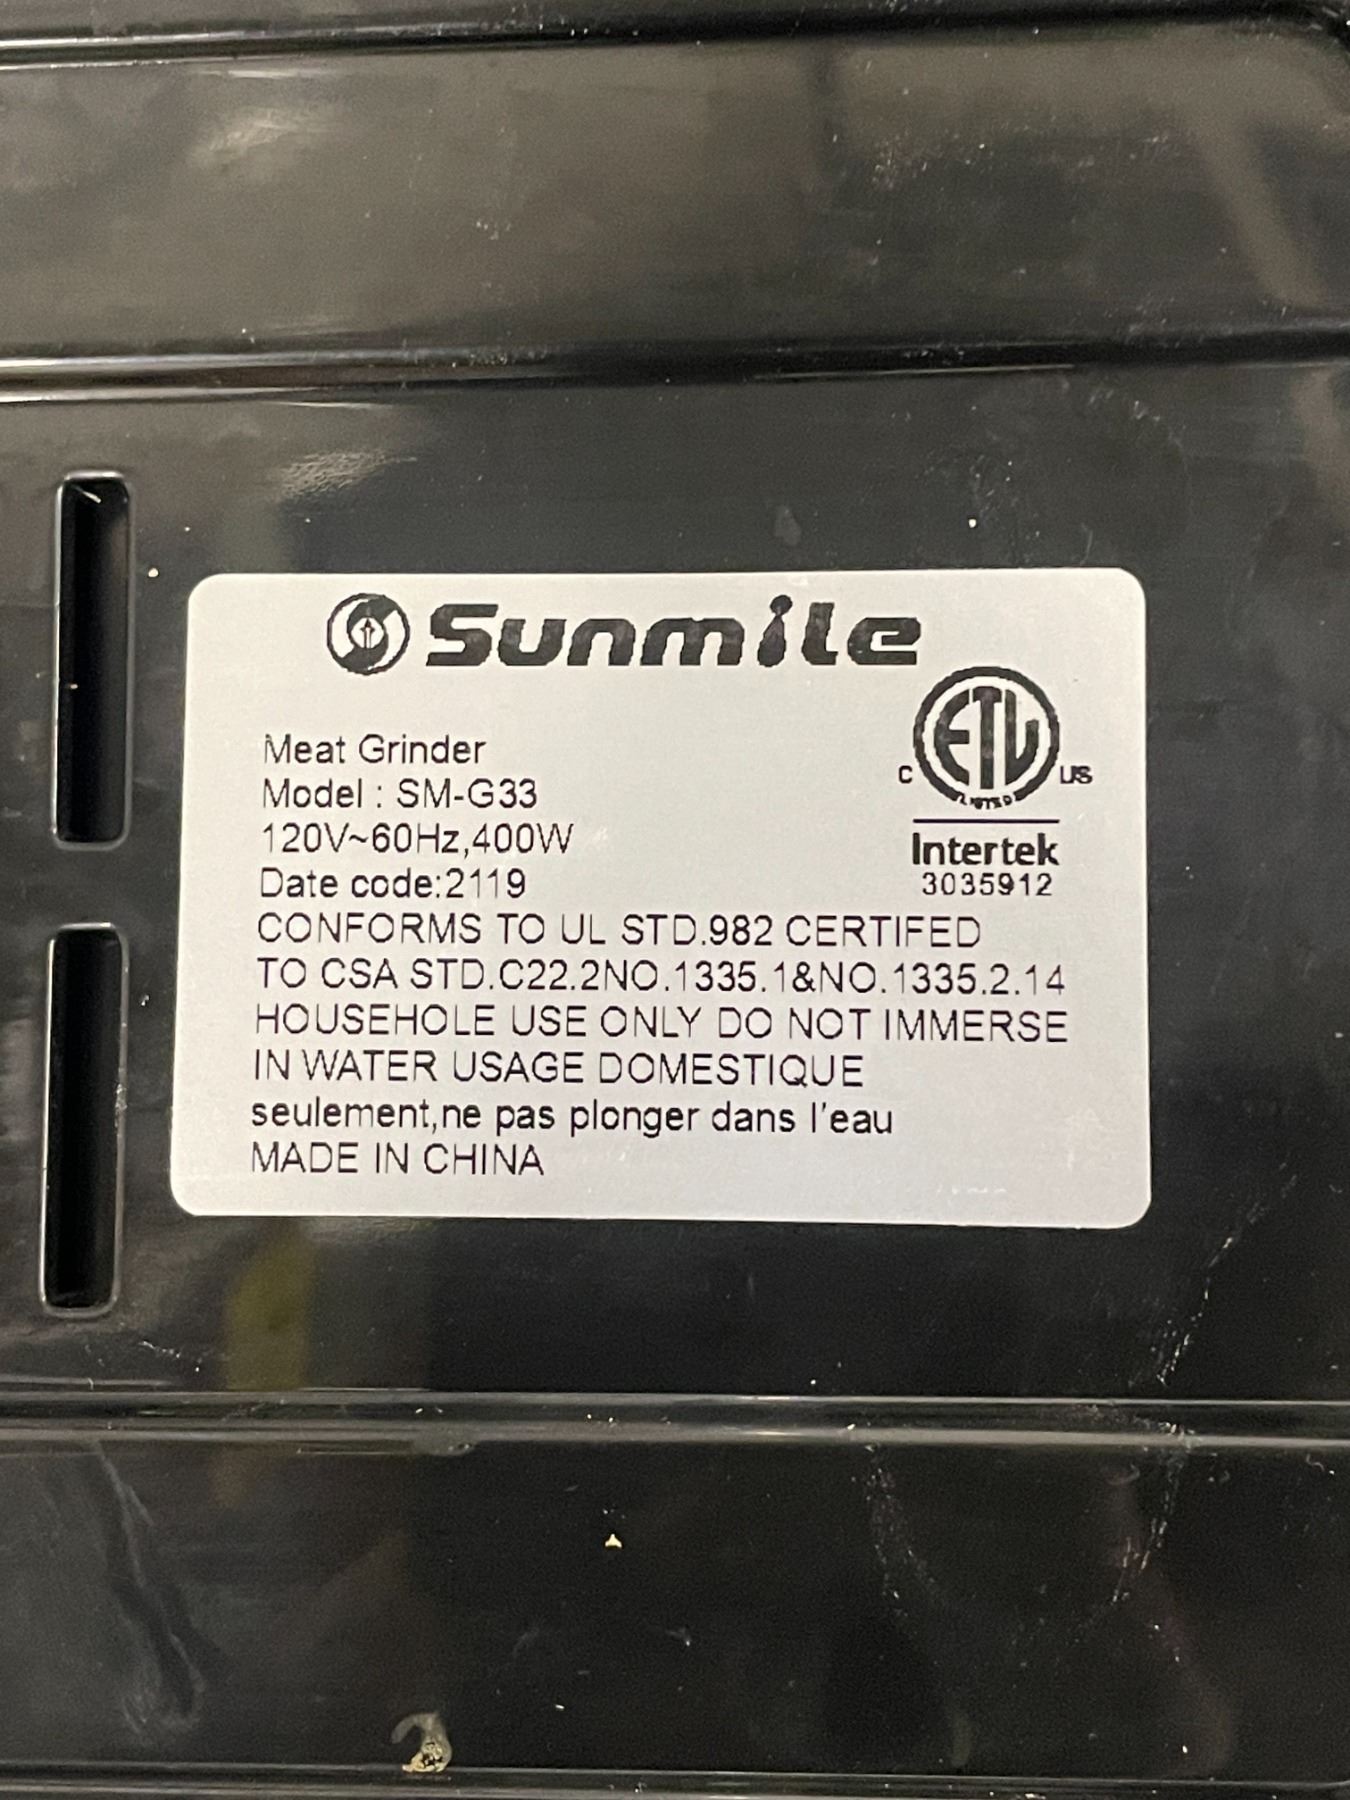 Sunmile
ETL
C US
LISTED
Intertek
3035912
Meat Grinder
Model : SM-G33
120V~60Hz,400W
Date code:2119
CONFORMS TO UL STD.982 CERTIFED
TO CSA STD.C22.2NO.1335.1&NO.1335.2.14
HOUSEHOLE USE ONLY DO NOT IMMERSE
IN WATER USAGE DOMESTIQUE
seulement,ne pas plonger dans l'eau
MADE IN CHINA